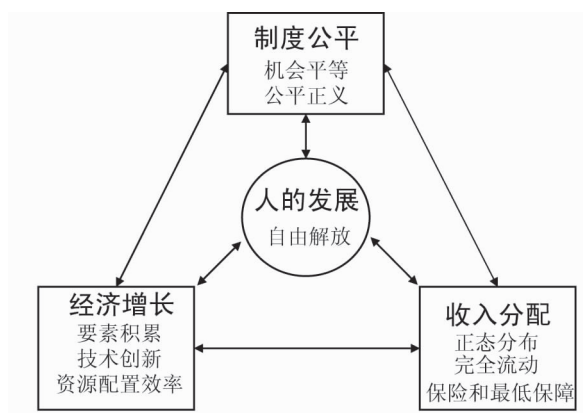 制度公平
机会平等
公平正义
人的发展
自由解放
经济增长
要素积累
技术创新
资源配置效率
收入分配
正态分布
完全流动
保险和最低保障